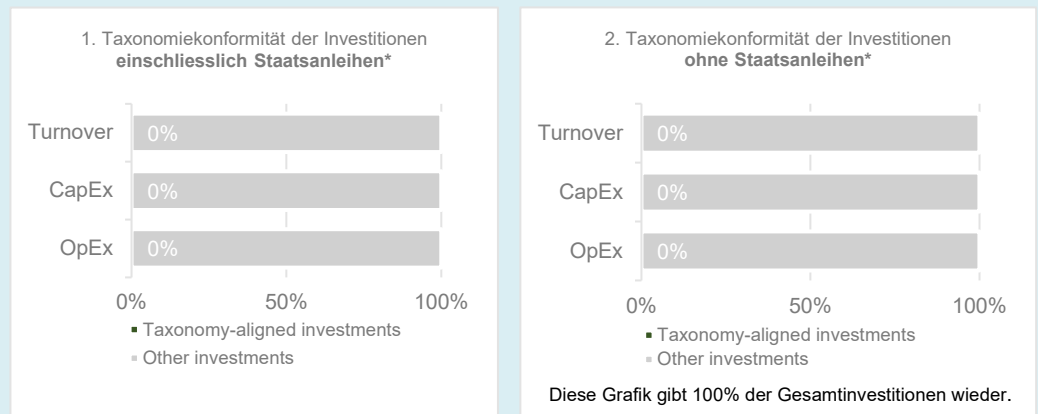 1. Taxonomiekonformität der Investitionen
einschliesslich Staatsanleihen*
Turnover 0%
CapEx 0%
OpEx 0%
0% 50% 100%
Taxonomy-aligned investments
Other investments
2. Taxonomiekonformität der Investitionen
ohne Staatsanleihen*
Turnover 0%
CapEx 0%
OpEx 0%
0% 50% 100%
Taxonomy-aligned investments
Other investments
Diese Grafik gibt 100% der Gesamtinvestitionen wieder.